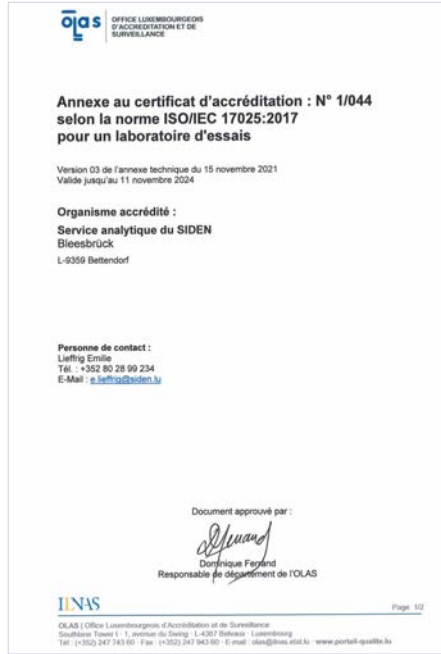 olas
OFFICE LUXEMBOURGEOIS
D'ACCREDITATION ET DE
SURVEILLANCE
Annexe au certificat d'accréditation : N° 1/044
selon la norme ISO/IEC 17025:2017
pour un laboratoire d'essais
Version 03 de l'annexe technique du 15 novembre 2021
Valide jusqu'au 11 novembre 2024
Organisme accrédité :
Service analytique du SIDEN
Bleesbrück
L-9359 Bettendorf
Personne de contact :
Lieffrig Emilie
Tél. : +352 80 28 99 234
E-Mail : e.lieffrig@siden.lu
Document approuvé par :
Dominique Ferrand
Responsable de département de l'OLAS
ILNAS
Page 1/2
OLAS | Office Luxembourgeois d'Accréditation et de Surveillance
Southlane Tower I · 1, avenue du Swing · L-4367 Belvaux · Luxembourg
Tél : (+352) 247 743 60 · Fax : (+352) 247 943 60 · E-mail : olas@ilnas.etat.lu · www.portail-qualite.lu